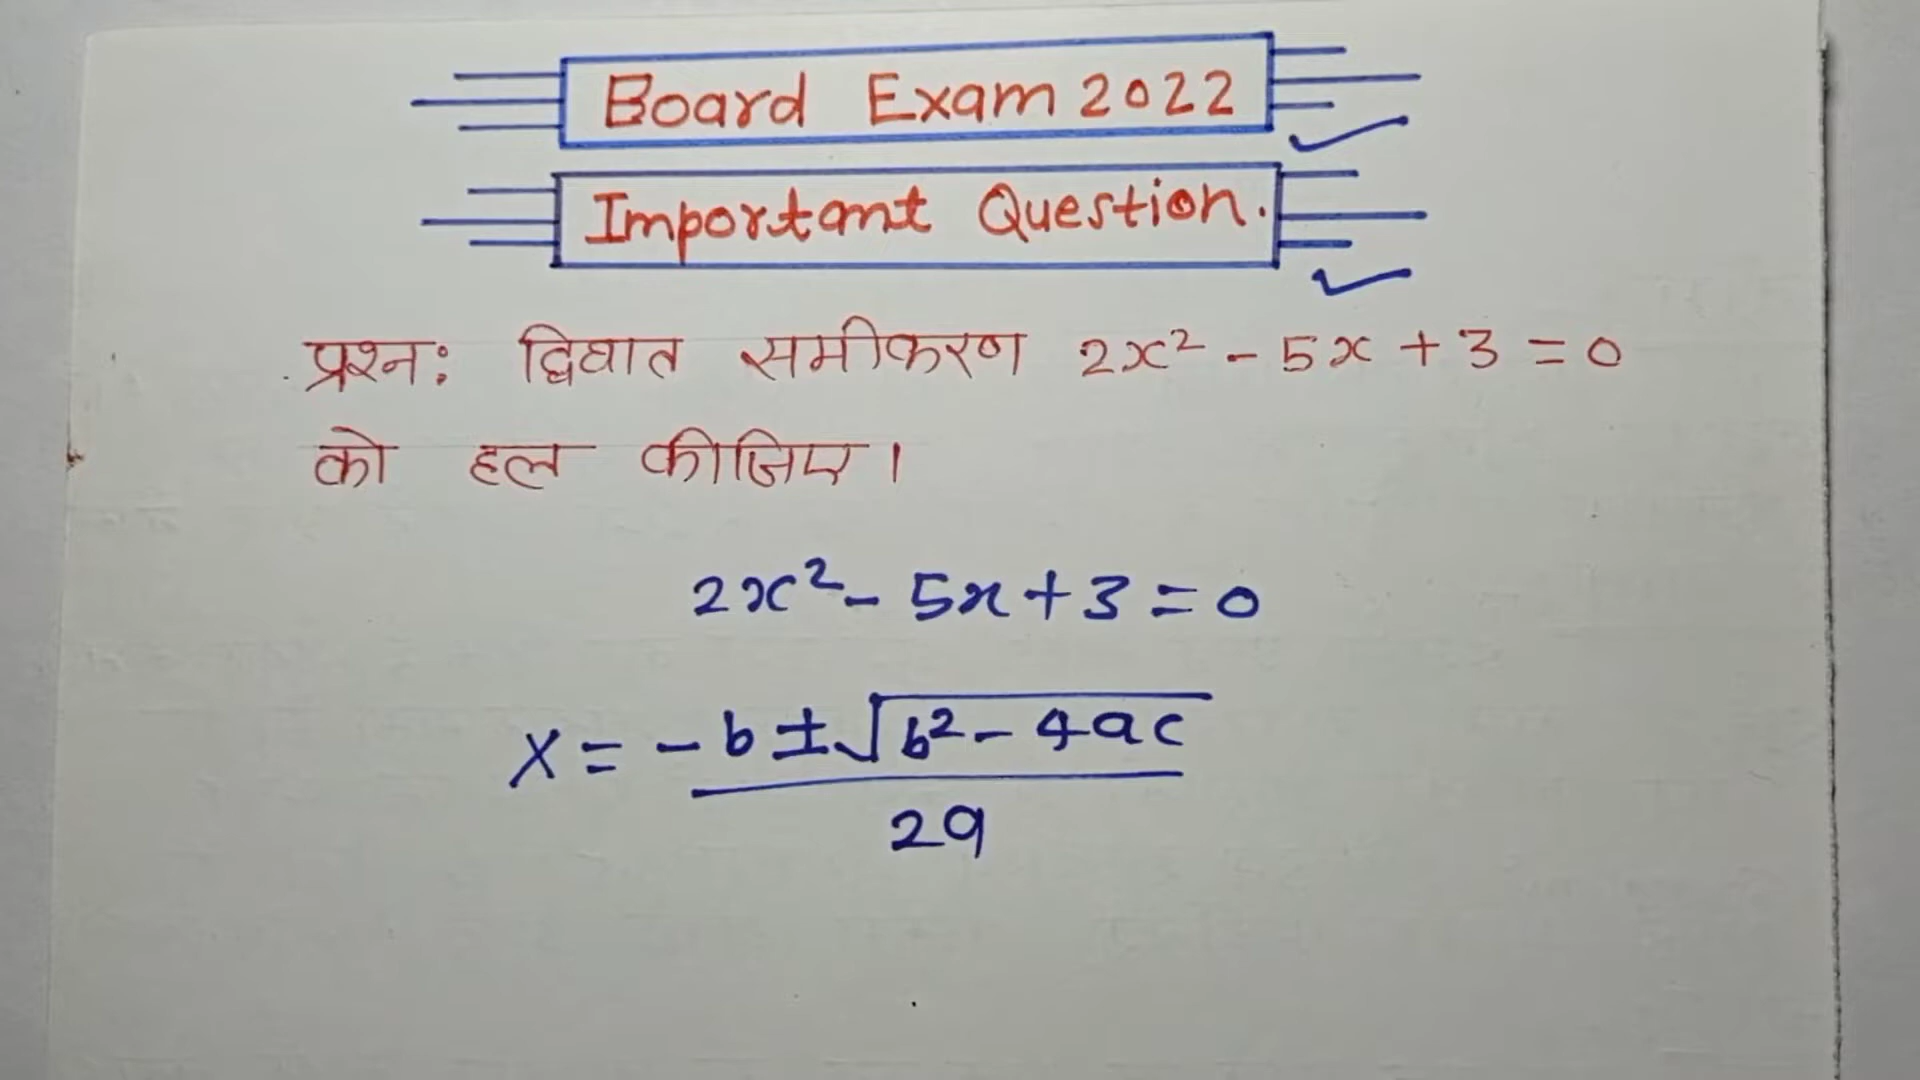 Board Exam 2022
Important Question.
प्रश्न: द्विघात समीकरण 2x² - 5x + 3 = 0
को हल कीजिए।
2x² - 5x + 3 = 0
x = -b ± √b² - 4ac
2a